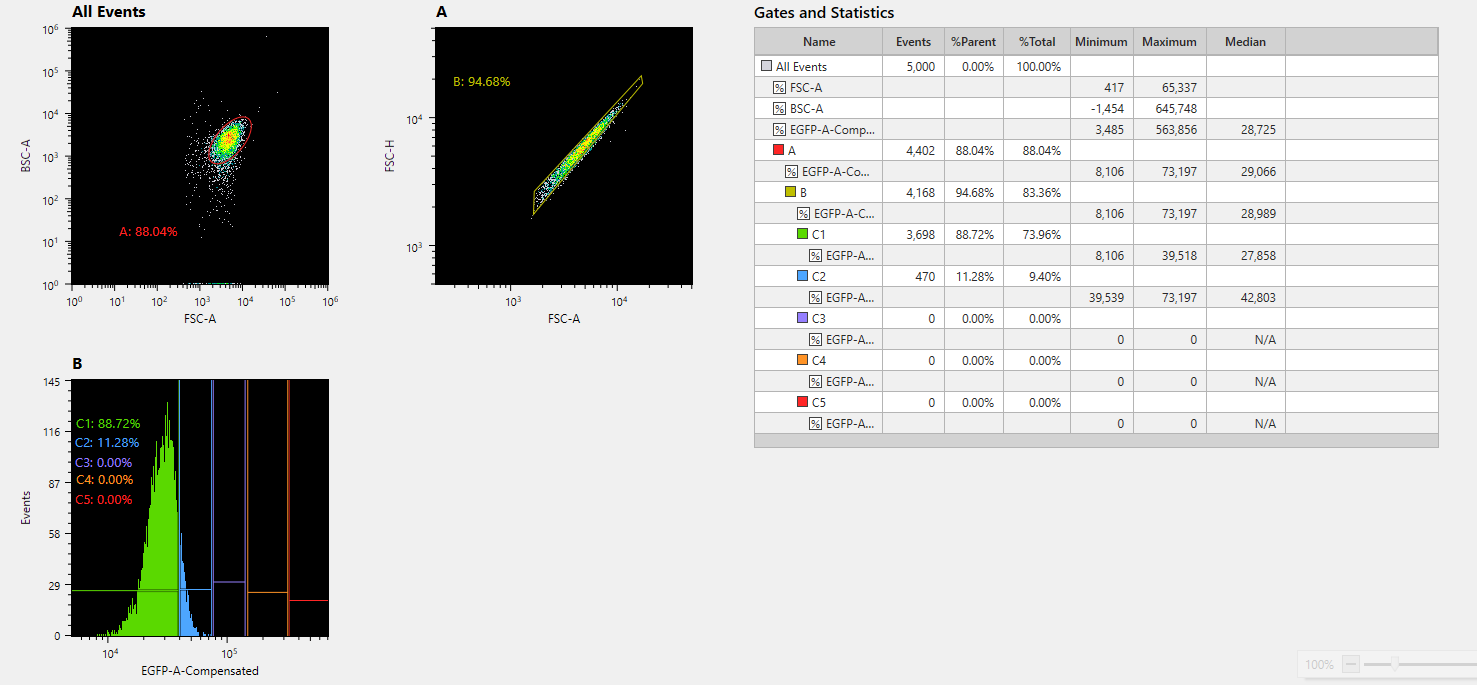 All Events
10^6
10^5
10^4
10^3
10^2
10^1
10^0
BSC-A
A: 88.04%
10^0 10^1 10^2 10^3 10^4 10^5 10^6
FSC-A
A
B: 94.68%
10^4
10^3
FSC-H
10^3 10^4
FSC-A
B
145
116
87
58
29
0
Events
C1: 88.72%
C2: 11.28%
C3: 0.00%
C4: 0.00%
C5: 0.00%
10^4 10^5
EGFP-A-Compensated
Gates and Statistics
Name Events %Parent %Total Minimum Maximum Median
All Events 5,000 0.00% 100.00%
% FSC-A 417 65,337
% BSC-A -1,454 645,748
% EGFP-A-Comp... 3,485 563,856 28,725
A 4,402 88.04% 88.04%
% EGFP-A-Co... 8,106 73,197 29,066
B 4,168 94.68% 83.36%
% EGFP-A-C... 8,106 73,197 28,989
C1 3,698 88.72% 73.96%
% EGFP-A... 8,106 39,518 27,858
C2 470 11.28% 9.40%
% EGFP-A... 39,539 73,197 42,803
C3 0 0.00% 0.00%
% EGFP-A... 0 0 N/A
C4 0 0.00% 0.00%
% EGFP-A... 0 0 N/A
C5 0 0.00% 0.00%
% EGFP-A... 0 0 N/A
100%